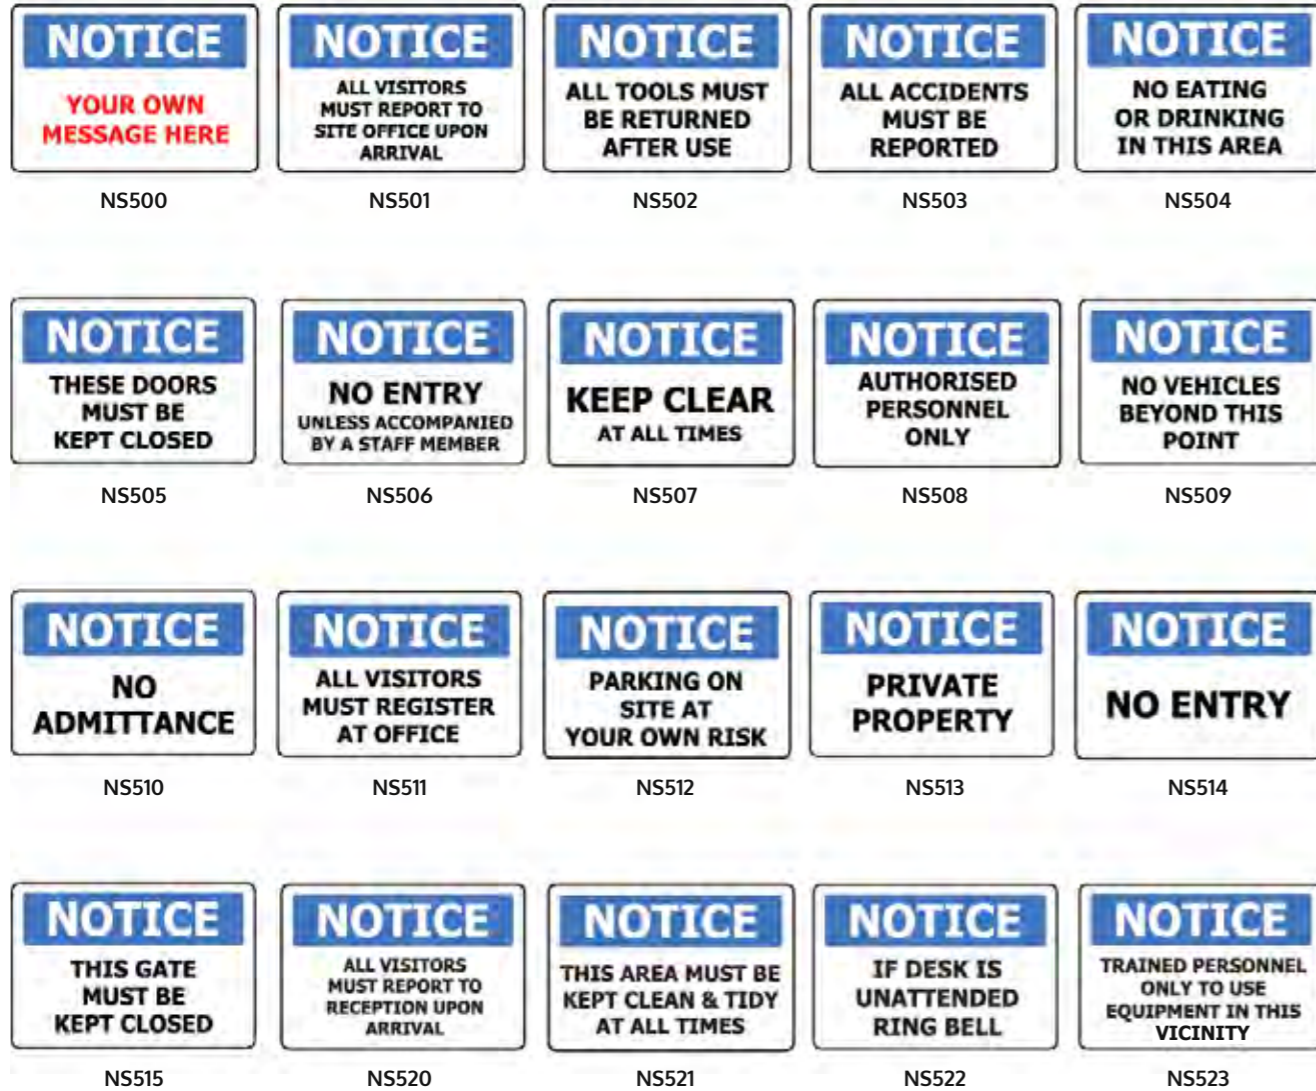 NOTICE
YOUR OWN
MESSAGE HERE
NS500
NOTICE
ALL VISITORS
MUST REPORT TO
SITE OFFICE UPON
ARRIVAL
NS501
NOTICE
ALL TOOLS MUST
BE RETURNED
AFTER USE
NS502
NOTICE
ALL ACCIDENTS
MUST BE
REPORTED
NS503
NOTICE
NO EATING
OR DRINKING
IN THIS AREA
NS504
NOTICE
THESE DOORS
MUST BE
KEPT CLOSED
NS505
NOTICE
NO ENTRY
UNLESS ACCOMPANIED
BY A STAFF MEMBER
NS506
NOTICE
KEEP CLEAR
AT ALL TIMES
NS507
NOTICE
AUTHORISED
PERSONNEL
ONLY
NS508
NOTICE
NO VEHICLES
BEYOND THIS
POINT
NS509
NOTICE
NO
ADMITTANCE
NS510
NOTICE
ALL VISITORS
MUST REGISTER
AT OFFICE
NS511
NOTICE
PARKING ON
SITE AT
YOUR OWN RISK
NS512
NOTICE
PRIVATE
PROPERTY
NS513
NOTICE
NO ENTRY
NS514
NOTICE
THIS GATE
MUST BE
KEPT CLOSED
NS515
NOTICE
ALL VISITORS
MUST REPORT TO
RECEPTION UPON
ARRIVAL
NS520
NOTICE
THIS AREA MUST BE
KEPT CLEAN & TIDY
AT ALL TIMES
NS521
NOTICE
IF DESK IS
UNATTENDED
RING BELL
NS522
NOTICE
TRAINED PERSONNEL
ONLY TO USE
EQUIPMENT IN THIS
VICINITY
NS523